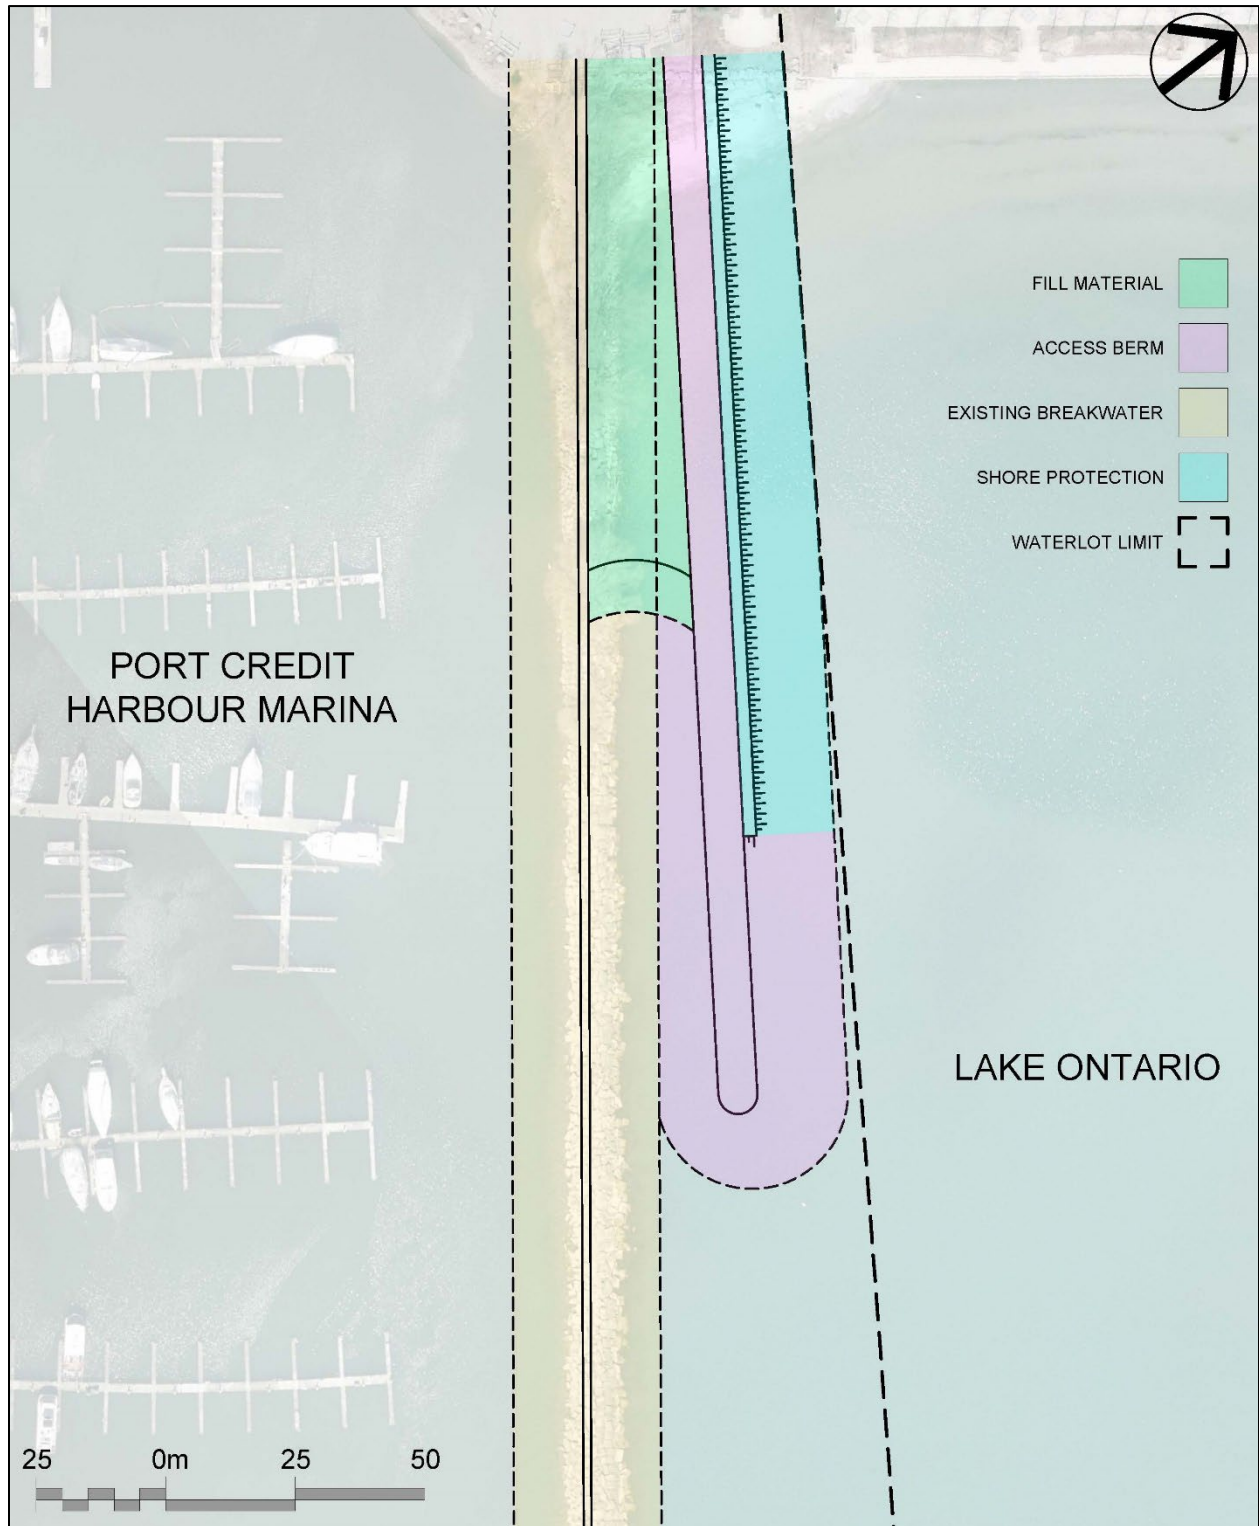 FILL MATERIAL
ACCESS BERM
EXISTING BREAKWATER
SHORE PROTECTION
WATERLOT LIMIT
PORT CREDIT
HARBOUR MARINA
LAKE ONTARIO
25 0m 25 50